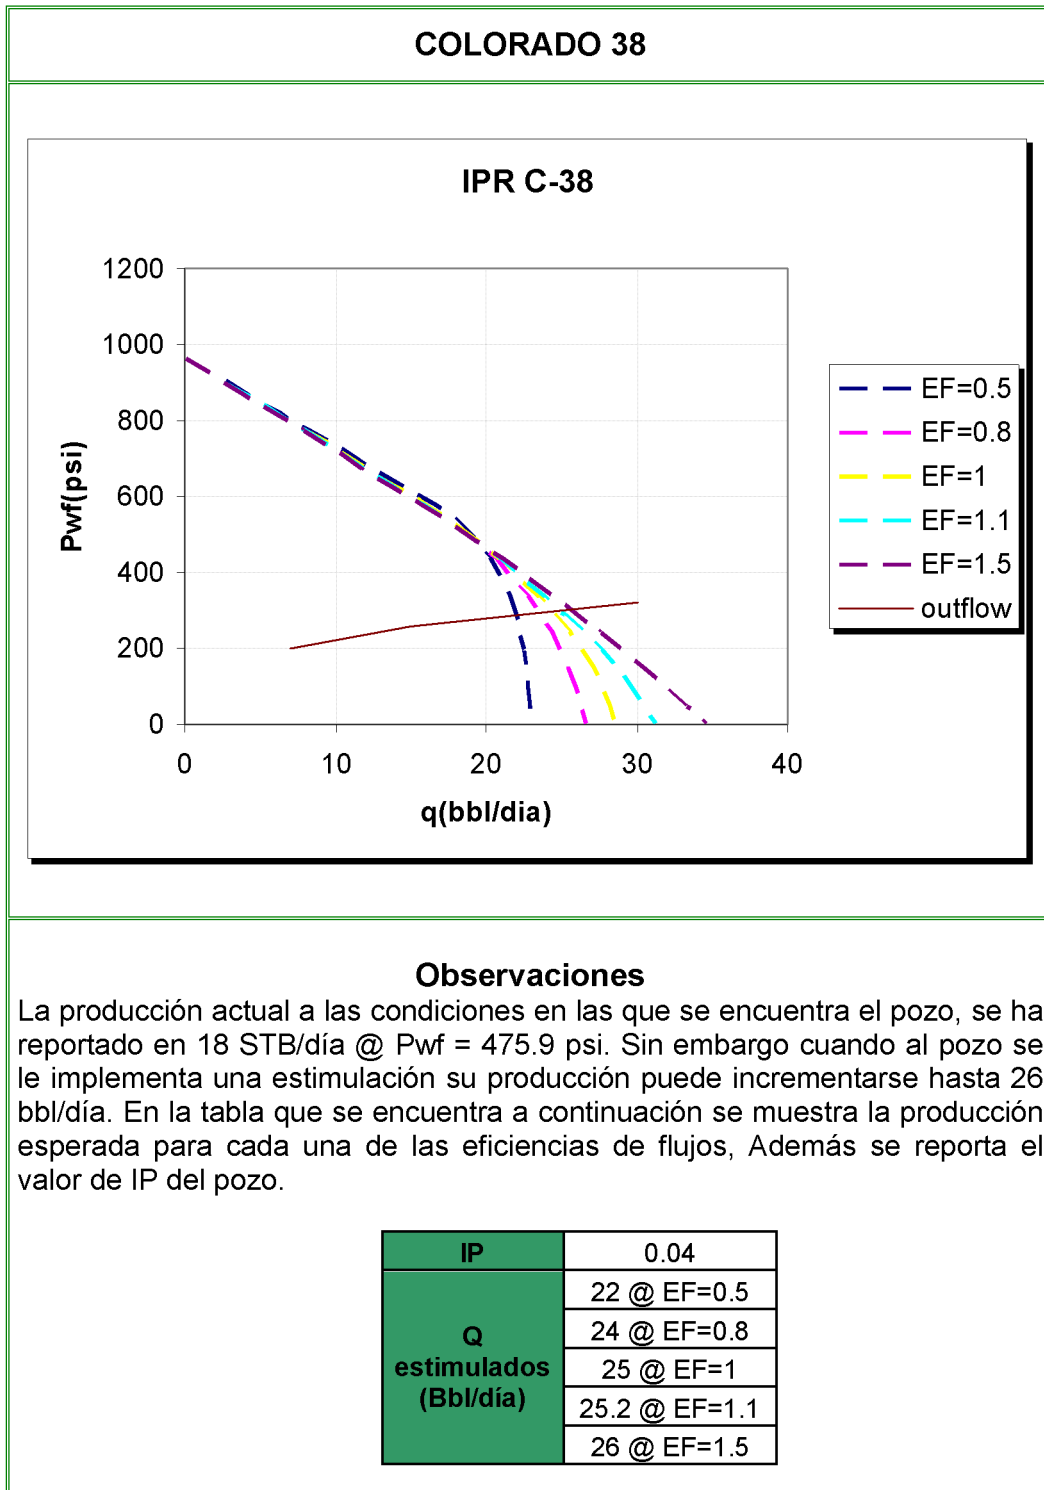 COLORADO 38
IPR C-38
1200
1000
800
600
400
200
0
Pwf(psi)
0 10 20 30 40
q(bbl/dia)
EF=0.5
EF=0.8
EF=1
EF=1.1
EF=1.5
outflow
Observaciones
La producción actual a las condiciones en las que se encuentra el pozo, se ha
reportado en 18 STB/día @ Pwf = 475.9 psi. Sin embargo cuando al pozo se
le implementa una estimulación su producción puede incrementarse hasta 26
bbl/día. En la tabla que se encuentra a continuación se muestra la producción
esperada para cada una de las eficiencias de flujos, Además se reporta el
valor de IP del pozo.
IP 0.04
Q
estimulados
(Bbl/día)
22 @ EF=0.5
24 @ EF=0.8
25 @ EF=1
25.2 @ EF=1.1
26 @ EF=1.5